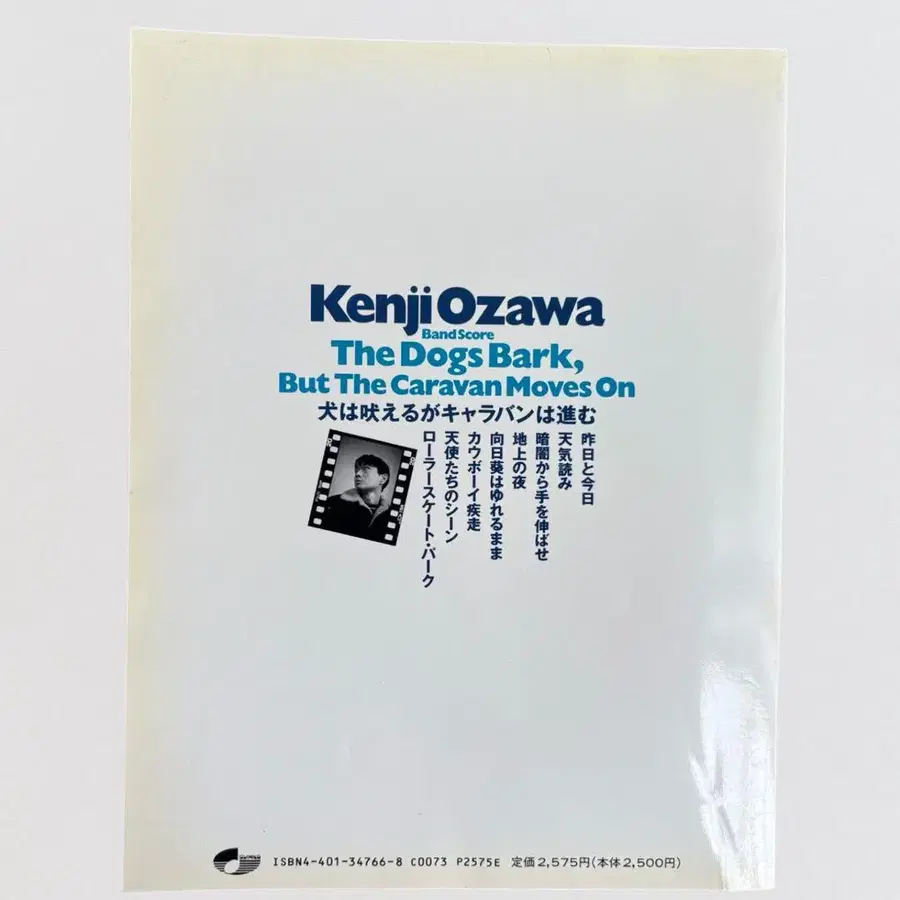 Kenji Ozawa
Band Score
The Dogs Bark,
But The Caravan Moves On
犬は吠えるがキャラバンは進む
昨日と今日
天気読み
暗闇から手を伸ばせ
地上の夜
向日葵はゆれるまま
カウボーイ疾走
天使たちのシーン
ローラースケート・パーク
ISBN4-401-34766-8 C0073 P2575E 定価2,575円(本体2,500円)